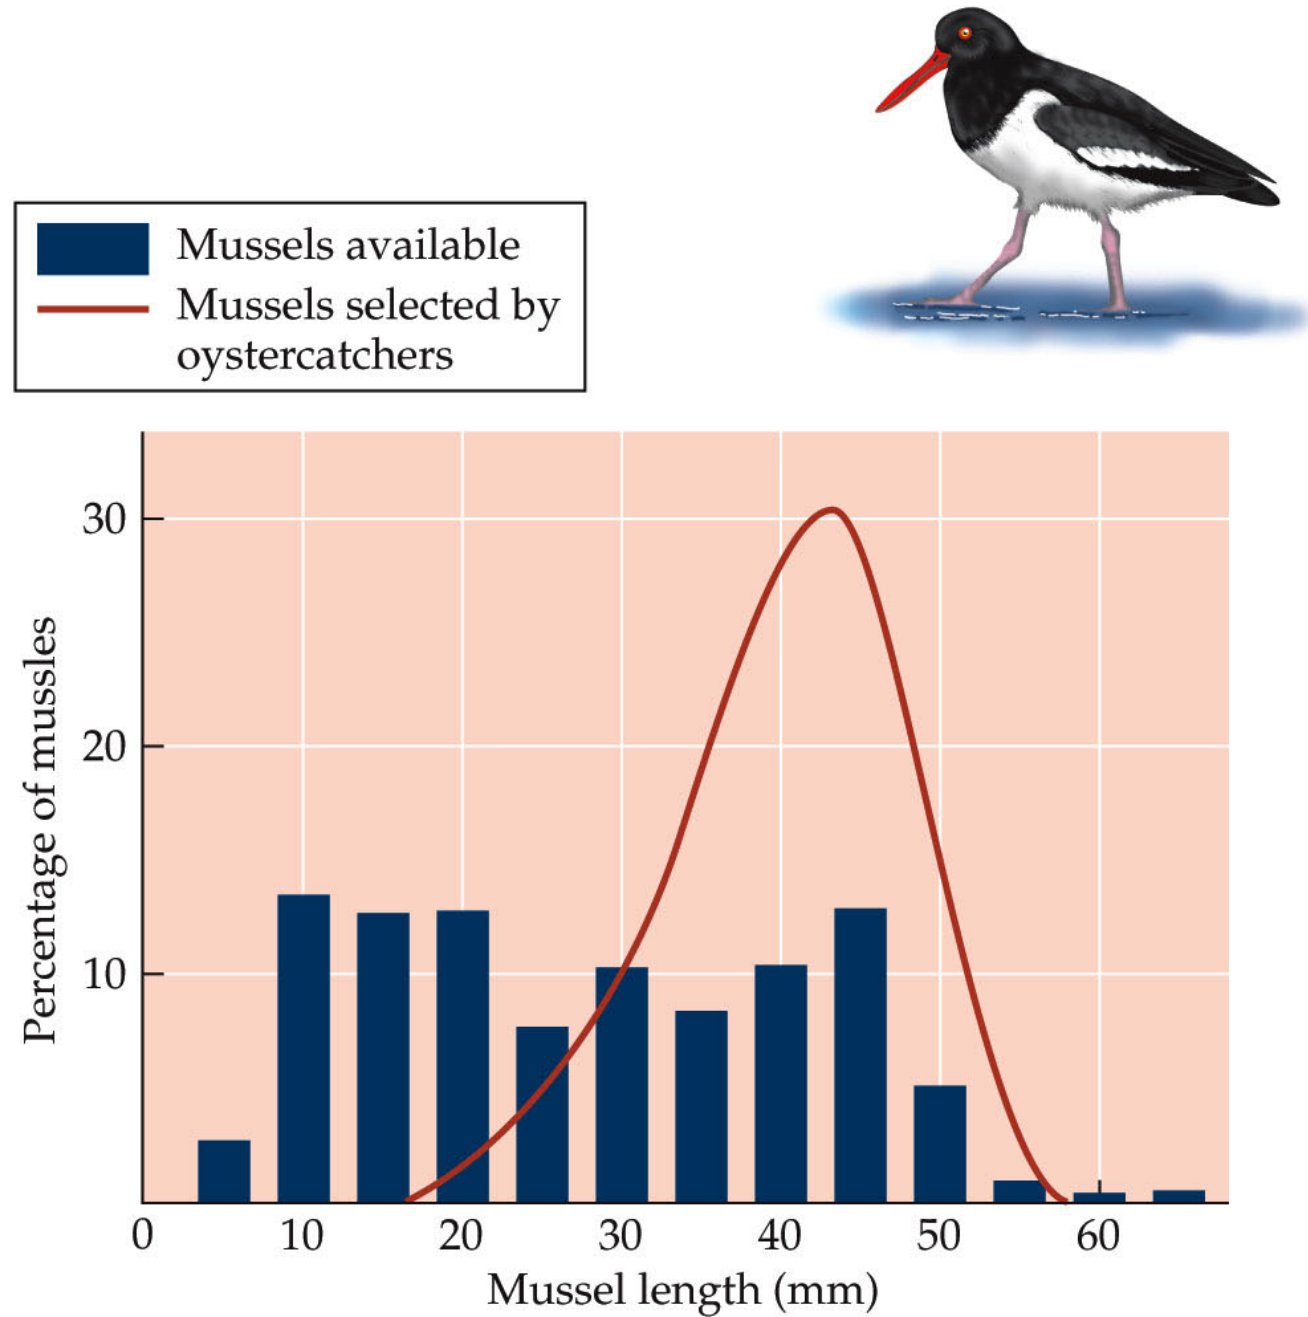 Mussels available
Mussels selected by
oystercatchers
30
20
10
Percentage of mussles
0 10 20 30 40 50 60
Mussel length (mm)